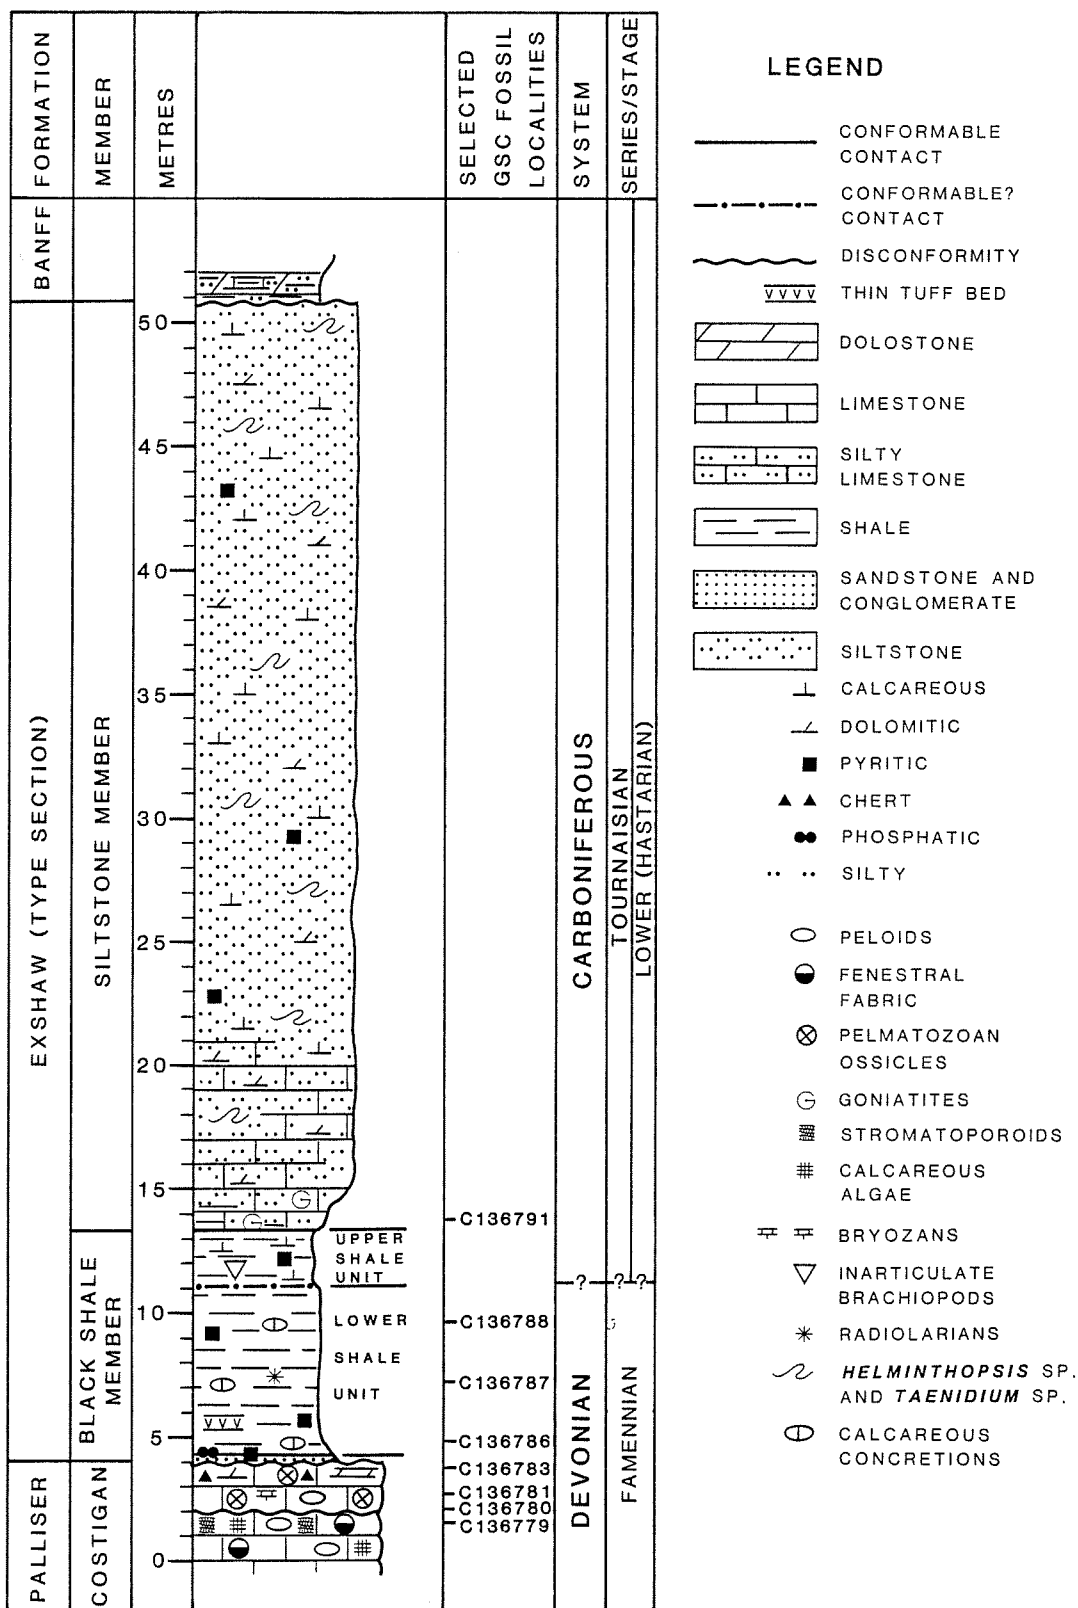 FORMATION
MEMBER
METRES
SELECTED
GSC FOSSIL
LOCALITIES
SYSTEM
SERIES/STAGE
BANFF
EXSHAW (TYPE SECTION)
PALLISER
SILTSTONE MEMBER
BLACK SHALE
MEMBER
COSTIGAN
50
45
40
35
30
25
20
15
10
5
0
UPPER
SHALE
UNIT
LOWER
SHALE
UNIT
C136791
C136788
C136787
C136786
C136783
C136781
C136780
C136779
CARBONIFEROUS
TOURNAISIAN
LOWER (HASTARIAN)
? ? ?
DEVONIAN
FAMENNIAN
LEGEND
CONFORMABLE
CONTACT
CONFORMABLE?
CONTACT
DISCONFORMITY
THIN TUFF BED
DOLOSTONE
LIMESTONE
SILTY
LIMESTONE
SHALE
SANDSTONE AND
CONGLOMERATE
SILTSTONE
CALCAREOUS
DOLOMITIC
PYRITIC
CHERT
PHOSPHATIC
SILTY
PELOIDS
FENESTRAL
FABRIC
PELMATOZOAN
OSSICLES
GONIATITES
STROMATOPOROIDS
CALCAREOUS
ALGAE
BRYOZANS
INARTICULATE
BRACHIOPODS
RADIOLARIANS
HELMINTHOPSIS SP.
AND TAENIDIUM SP.
CALCAREOUS
CONCRETIONS